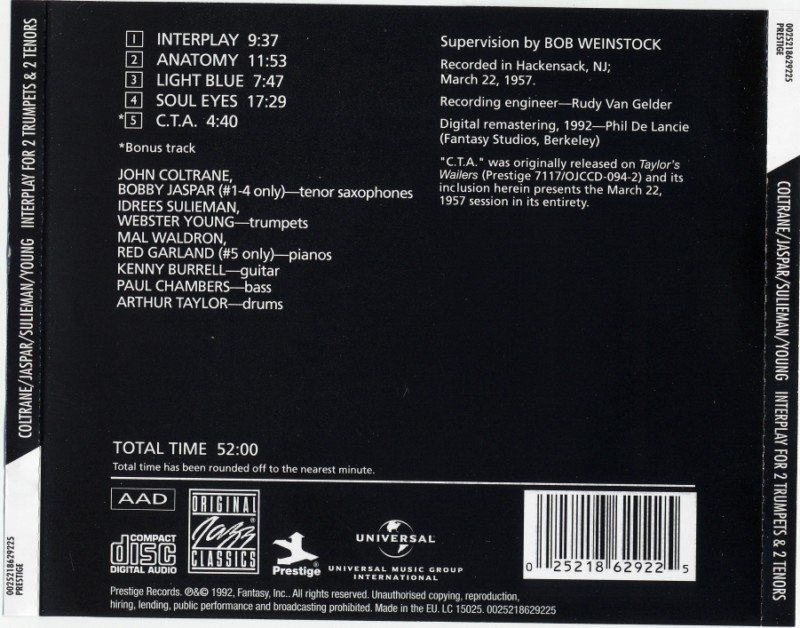 1 INTERPLAY 9:37
2 ANATOMY 11:53
3 LIGHT BLUE 7:47
4 SOUL EYES 17:29
*5 C.T.A. 4:40
*Bonus track
JOHN COLTRANE,
BOBBY JASPAR (#1-4 only)—tenor saxophones
IDREES SULIEMAN,
WEBSTER YOUNG—trumpets
MAL WALDRON,
RED GARLAND (#5 only)—pianos
KENNY BURRELL—guitar
PAUL CHAMBERS—bass
ARTHUR TAYLOR—drums
Supervision by BOB WEINSTOCK
Recorded in Hackensack, NJ;
March 22, 1957.
Recording engineer—Rudy Van Gelder
Digital remastering, 1992—Phil De Lancie
(Fantasy Studios, Berkeley)
"C.T.A." was originally released on Taylor's
Wailers (Prestige 7117/OJCCD-094-2) and its
inclusion herein presents the March 22,
1957 session in its entirety.
TOTAL TIME 52:00
Total time has been rounded off to the nearest minute.
AAD
COMPACT
disc
DIGITAL AUDIO
ORIGINAL
Jazz
CLASSICS
®
Prestige
UNIVERSAL
UNIVERSAL MUSIC GROUP
INTERNATIONAL
0 25218 62922 5
Prestige Records. ℗&© 1992, Fantasy, Inc.. All rights reserved. Unauthorised copying, reproduction,
hiring, lending, public performance and broadcasting prohibited. Made in the EU. LC 15025. 0025218629225
COLTRANE/JASPAR/SULIEMAN/YOUNG INTERPLAY FOR 2 TRUMPETS & 2 TENORS
0025218629225
PRESTIGE
0025218629225
PRESTIGE
COLTRANE/JASPAR/SULIEMAN/YOUNG INTERPLAY FOR 2 TRUMPETS & 2 TENORS